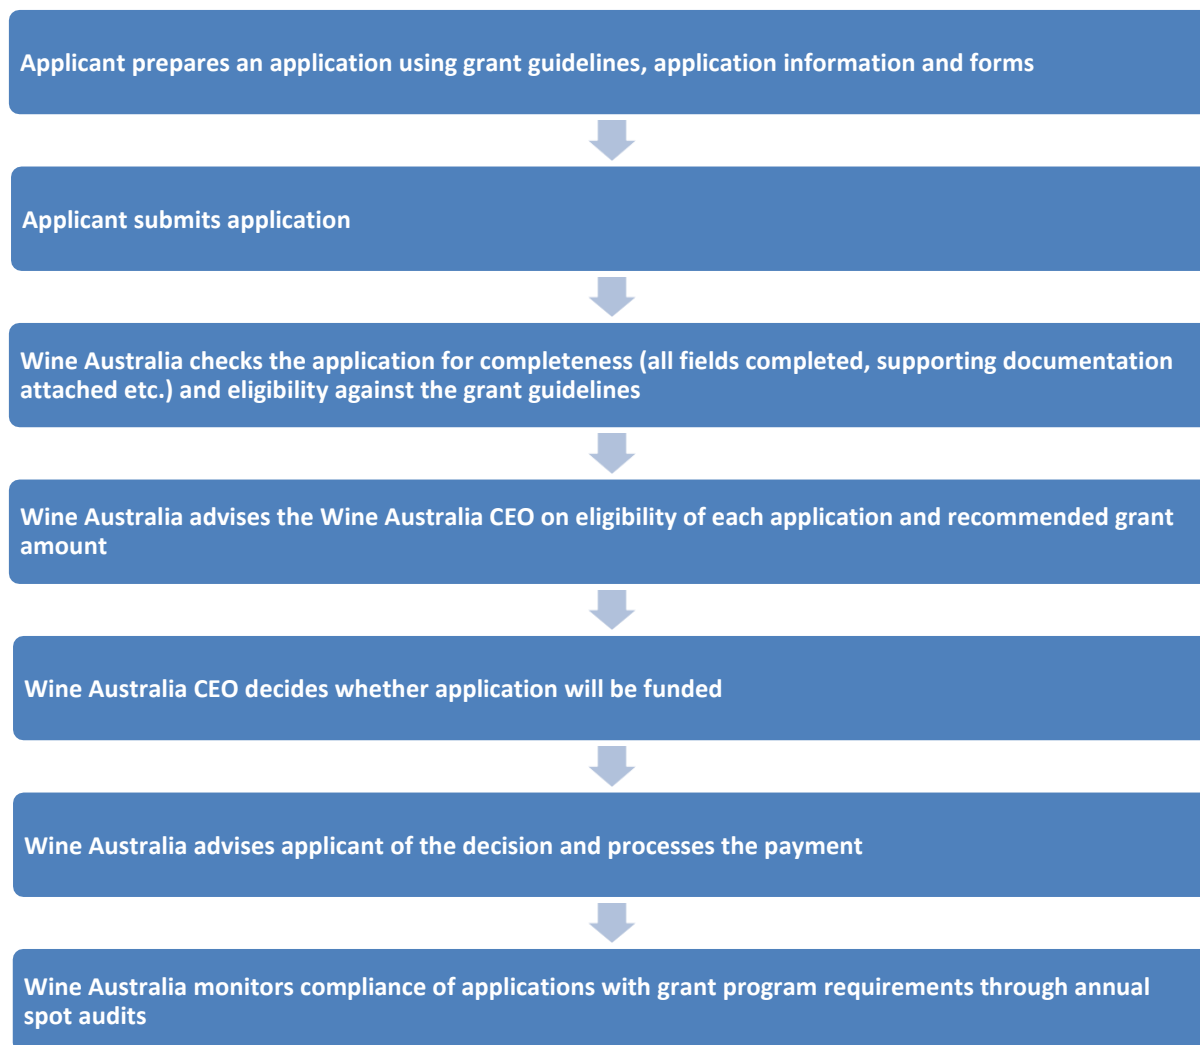 Applicant prepares an application using grant guidelines, application information and forms
Applicant submits application
Wine Australia checks the application for completeness (all fields completed, supporting documentation
attached etc.) and eligibility against the grant guidelines
Wine Australia advises the Wine Australia CEO on eligibility of each application and recommended grant
amount
Wine Australia CEO decides whether application will be funded
Wine Australia advises applicant of the decision and processes the payment
Wine Australia monitors compliance of applications with grant program requirements through annual
spot audits